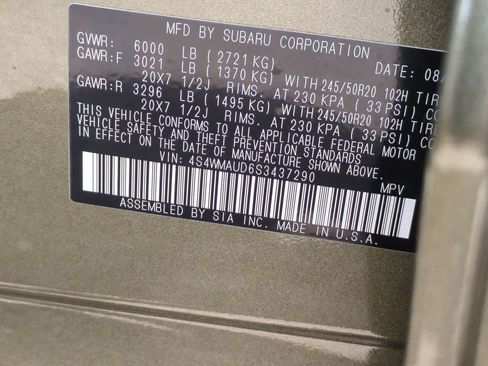 MFD BY SUBARU CORPORATION
GVWR: 6000 LB (2721 KG) DATE: 08
GAWR:F 3021 LB (1370 KG) WITH 245/50R20 102H TIRE
20X7 1/2J RIMS. AT 230 KPA (33 PSI) CO
GAWR:R 3296 LB (1495 KG) WITH 245/50R20 102H TIRE
20X7 1/2J RIMS. AT 230 KPA (33 PSI) CO
THIS VEHICLE CONFORMS TO ALL APPLICABLE FEDERAL MOTOR
VEHICLE SAFETY AND THEFT PREVENTION STANDARDS
IN EFFECT ON THE DATE OF MANUFACTURE SHOWN ABOVE.
VIN: 4S4WMAUD6S3437290 MPV
ASSEMBLED BY SIA INC. MADE IN U.S.A.